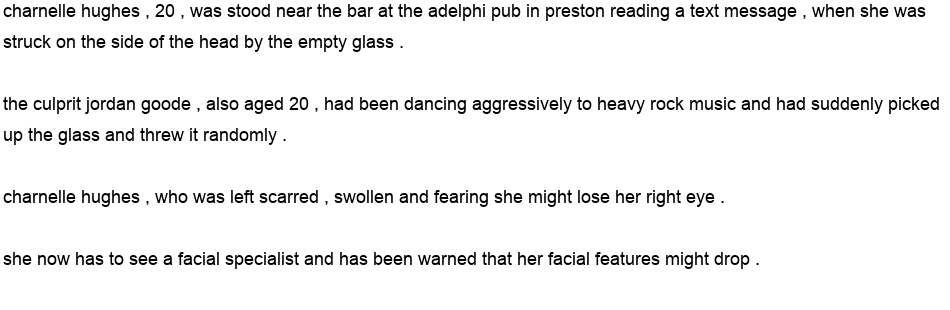 charnelle hughes , 20 , was stood near the bar at the adelphi pub in preston reading a text message , when she was
struck on the side of the head by the empty glass .
the culprit jordan goode , also aged 20 , had been dancing aggressively to heavy rock music and had suddenly picked
up the glass and threw it randomly .
charnelle hughes , who was left scarred , swollen and fearing she might lose her right eye .
she now has to see a facial specialist and has been warned that her facial features might drop .